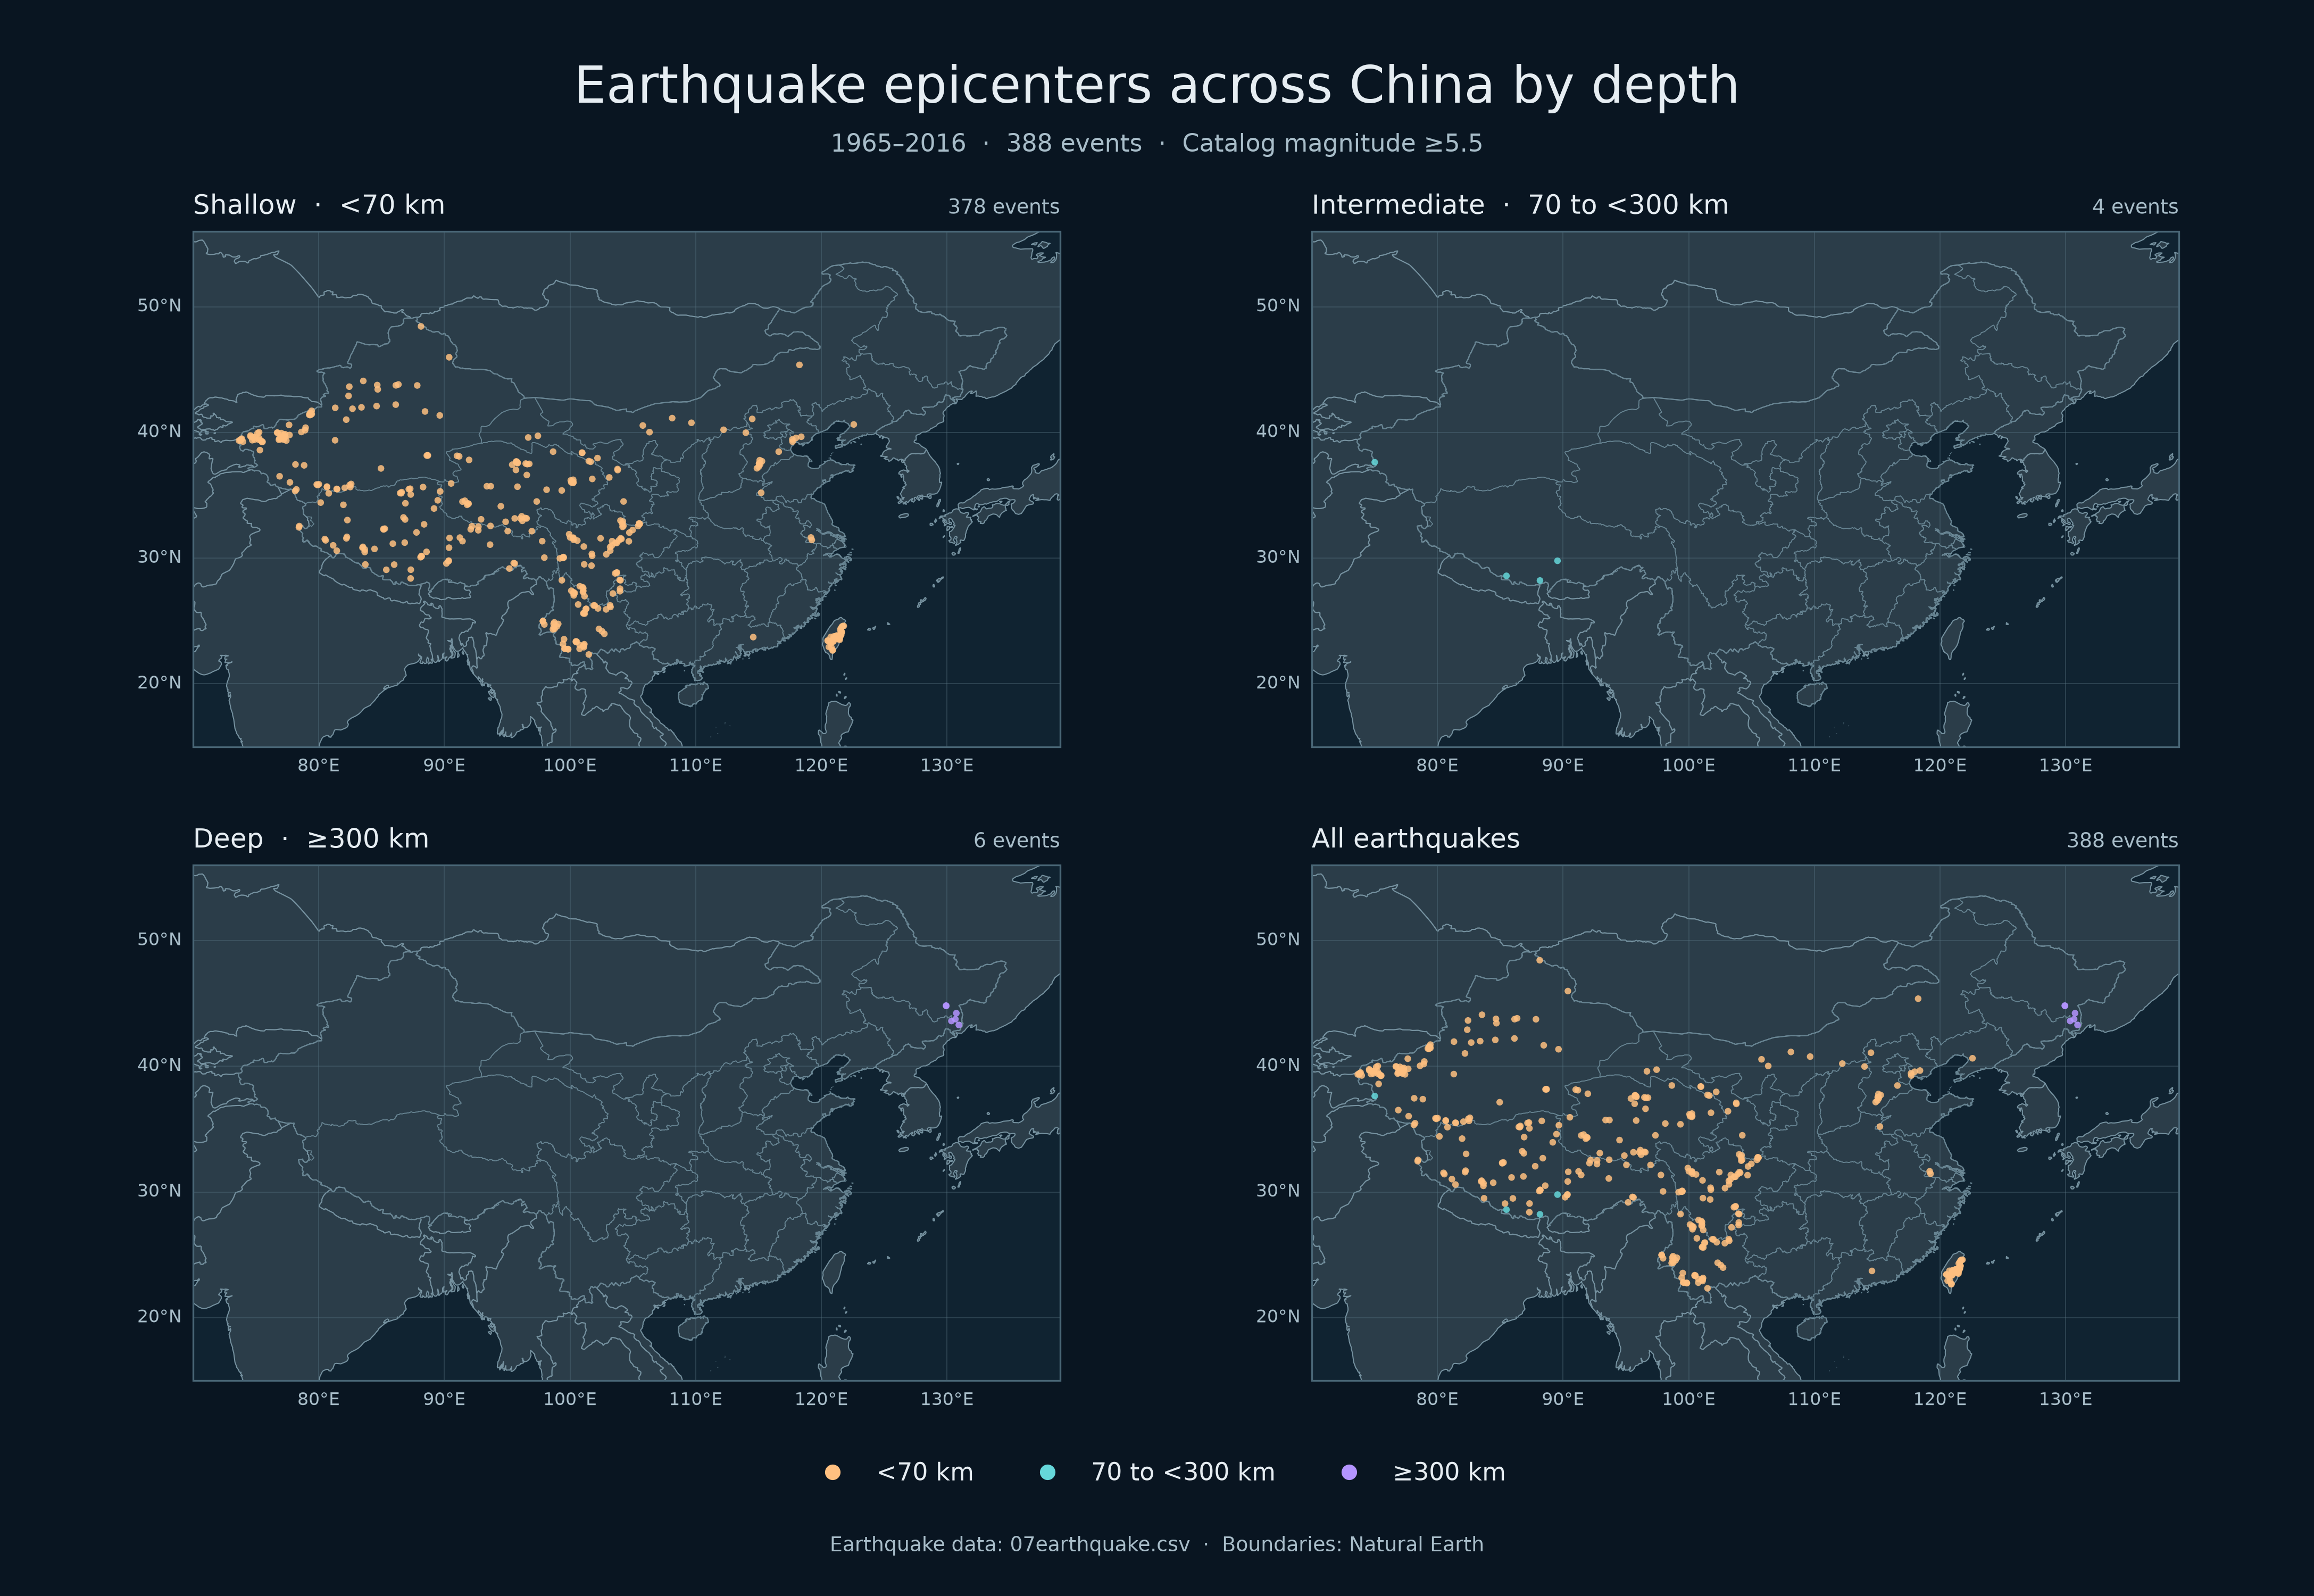 Earthquake epicenters across China by depth
1965–2016 · 388 events · Catalog magnitude ≥5.5
Shallow · <70 km
378 events
50°N
40°N
30°N
20°N
80°E 90°E 100°E 110°E 120°E 130°E
Intermediate · 70 to <300 km
4 events
50°N
40°N
30°N
20°N
80°E 90°E 100°E 110°E 120°E 130°E
Deep · ≥300 km
6 events
50°N
40°N
30°N
20°N
80°E 90°E 100°E 110°E 120°E 130°E
All earthquakes
388 events
50°N
40°N
30°N
20°N
80°E 90°E 100°E 110°E 120°E 130°E
<70 km 70 to <300 km ≥300 km
Earthquake data: 07earthquake.csv · Boundaries: Natural Earth